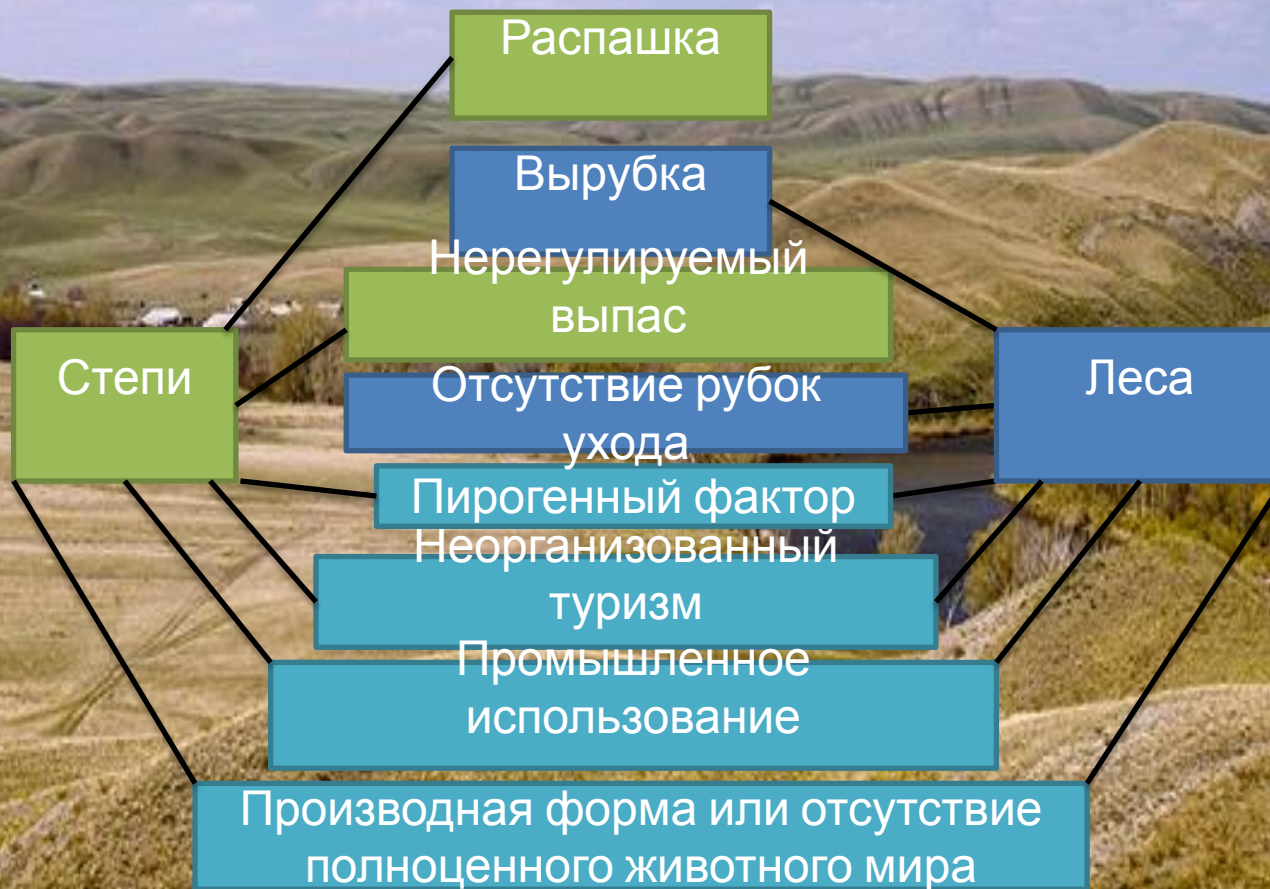 Распашка
Вырубка
Нерегулируемый
выпас
Степи
Леса
Отсутствие рубок
ухода
Пирогенный фактор
Неорганизованный
туризм
Промышленное
использование
Производная форма или отсутствие
полноценного животного мира